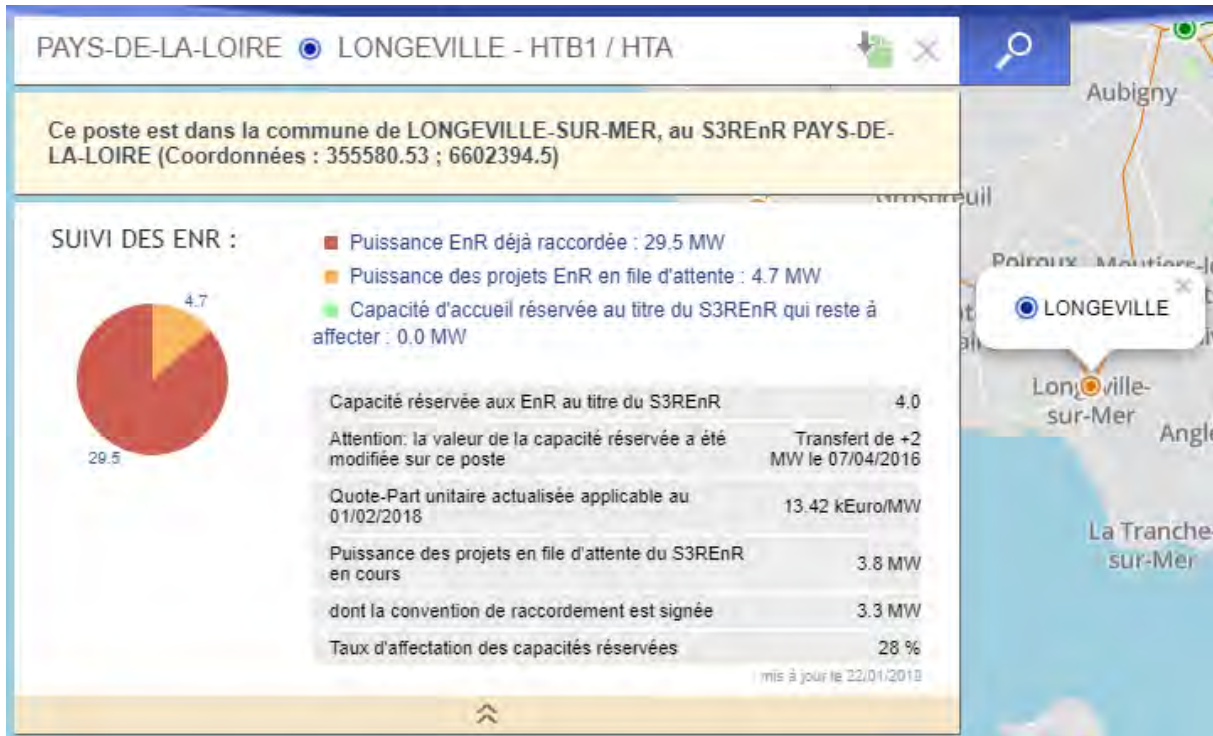 PAYS-DE-LA-LOIRE LONGEVILLE - HTB1 / HTA
Ce poste est dans la commune de LONGEVILLE-SUR-MER, au S3REnR PAYS-DE-
LA-LOIRE (Coordonnées : 355580.53 ; 6602394.5)
SUIVI DES ENR :
Puissance EnR déjà raccordée : 29.5 MW
Puissance des projets EnR en file d'attente : 4.7 MW
Capacité d'accueil réservée au titre du S3REnR qui reste à
affecter : 0.0 MW
4.7
29.5
Capacité réservée aux EnR au titre du S3REnR 4.0
Attention: la valeur de la capacité réservée a été Transfert de +2
modifiée sur ce poste MW le 07/04/2016
Quote-Part unitaire actualisée applicable au
01/02/2018 13.42 kEuro/MW
Puissance des projets en file d'attente du S3REnR
en cours 3.8 MW
dont la convention de raccordement est signée 3.3 MW
Taux d'affectation des capacités réservées 28 %
mis à jour le 22/01/2018
Aubigny
Poiroux
LONGEVILLE
Longeville-
sur-Mer
La Tranche-
sur-Mer